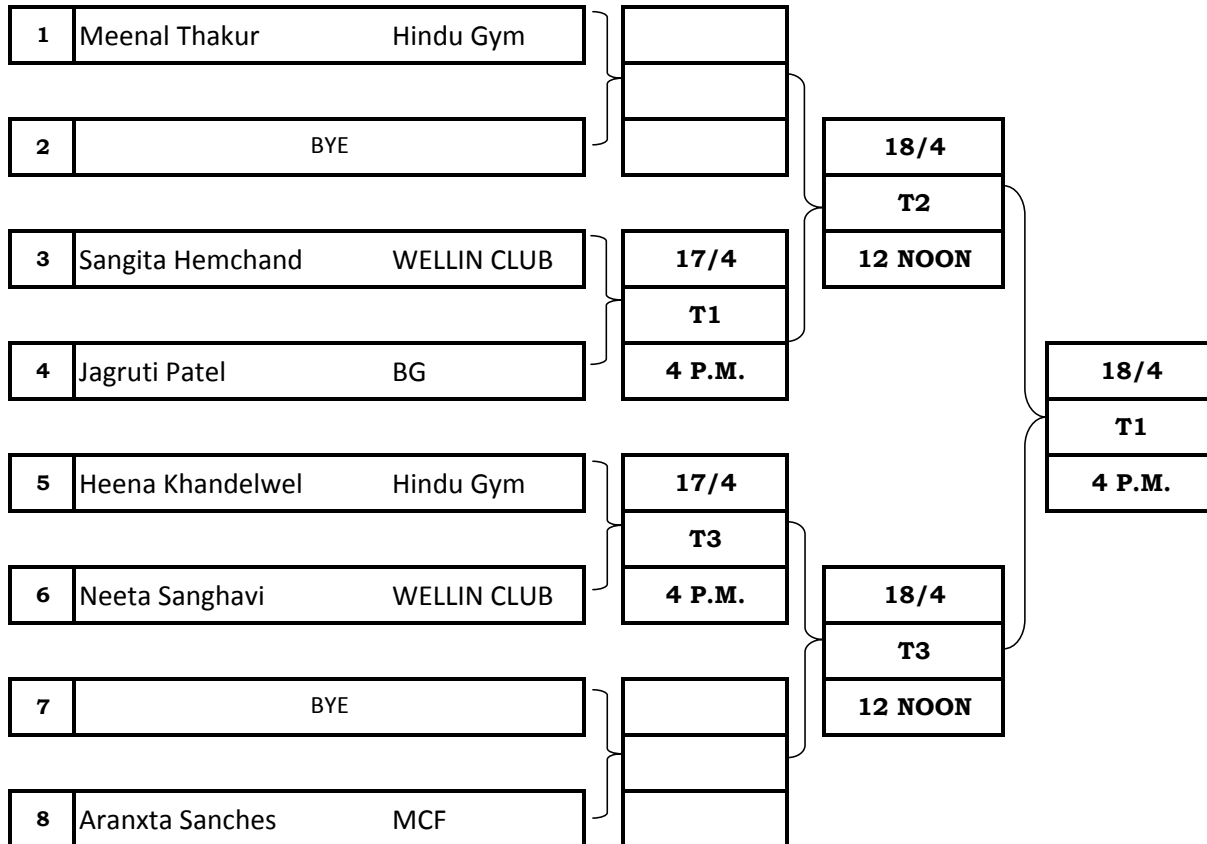 1 Meenal Thakur Hindu Gym
2 BYE 18/4
T2
3 Sangita Hemchand WELLIN CLUB 17/4 12 NOON
T1
4 Jagruti Patel BG 4 P.M. 18/4
T1
5 Heena Khandelwel Hindu Gym 17/4 4 P.M.
T3
6 Neeta Sanghavi WELLIN CLUB 4 P.M. 18/4
T3
7 BYE 12 NOON
8 Aranxta Sanches MCF